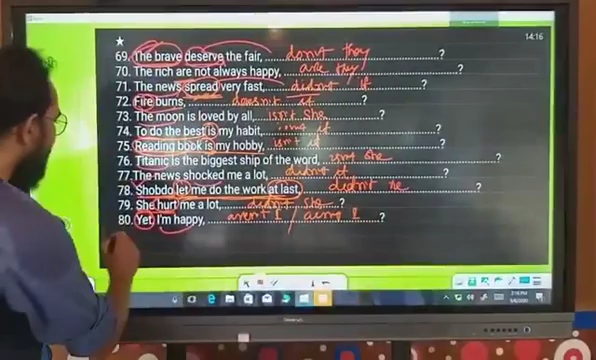 14:16
69. The brave deserve the fair, don't they ?
70. The rich are not always happy, are they ?
71. The news spread very fast, didn't it ?
72. Fire burns, doesn't it ?
73. The moon is loved by all, isn't she ?
74. To do the best is my habit, isn't it ?
75. Reading book is my hobby, isn't it ?
76. Titanic is the biggest ship of the word, isn't she ?
77. The news shocked me a lot, didn't it ?
78. Shobdo let me do the work at last, didn't he ?
79. She hurt me a lot, didn't she ?
80. Yet I'm happy, aren't I / ain't I ?